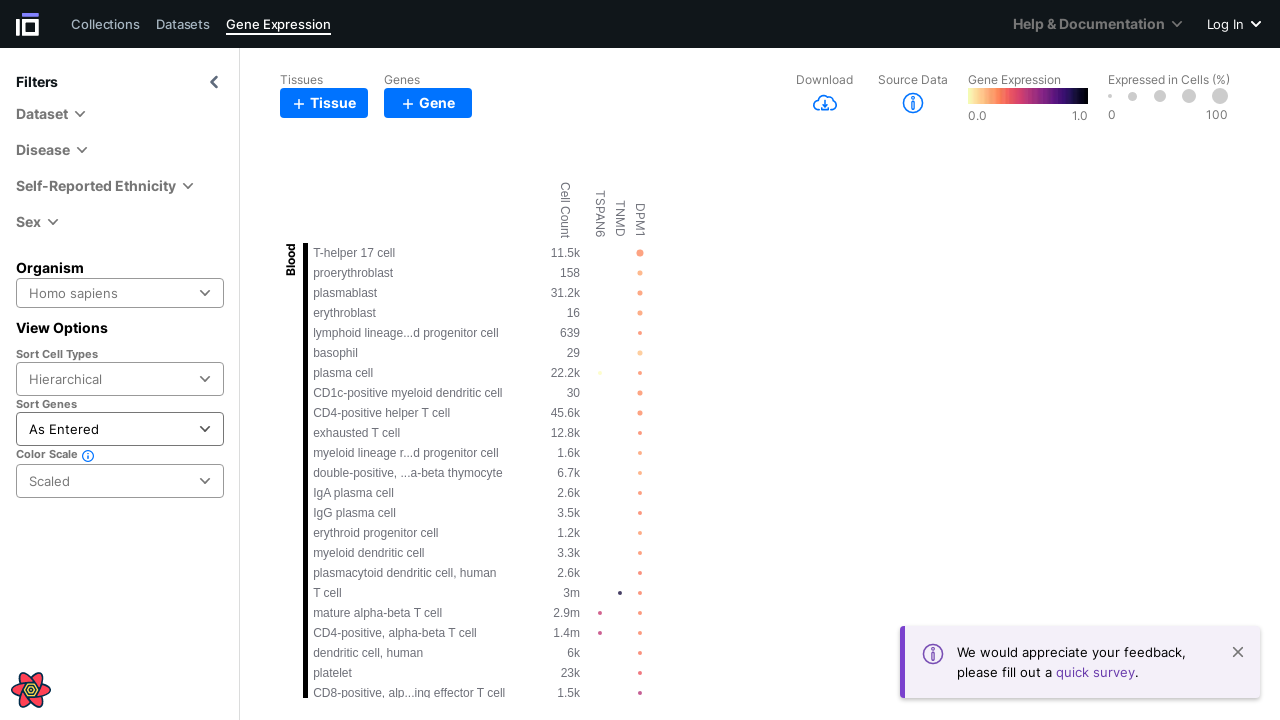 Collections Datasets Gene Expression Help & Documentation Log In
Filters
Dataset
Disease
Self-Reported Ethnicity
Sex
Organism
Homo sapiens
View Options
Sort Cell Types
Hierarchical
Sort Genes
As Entered
Color Scale
Scaled
Tissues
+ Tissue
Genes
+ Gene
Download
Source Data
Gene Expression
0.0 1.0
Expressed in Cells (%)
0 100
Cell Count TSPAN6 TNMD DPM1
Blood
T-helper 17 cell 11.5k
proerythroblast 158
plasmablast 31.2k
erythroblast 16
lymphoid lineage...d progenitor cell 639
basophil 29
plasma cell 22.2k
CD1c-positive myeloid dendritic cell 30
CD4-positive helper T cell 45.6k
exhausted T cell 12.8k
myeloid lineage r...d progenitor cell 1.6k
double-positive, ...a-beta thymocyte 6.7k
IgA plasma cell 2.6k
IgG plasma cell 3.5k
erythroid progenitor cell 1.2k
myeloid dendritic cell 3.3k
plasmacytoid dendritic cell, human 2.6k
T cell 3m
mature alpha-beta T cell 2.9m
CD4-positive, alpha-beta T cell 1.4m
dendritic cell, human 6k
platelet 23k
CD8-positive, alp...ing effector T cell 1.5k
We would appreciate your feedback,
please fill out a quick survey.